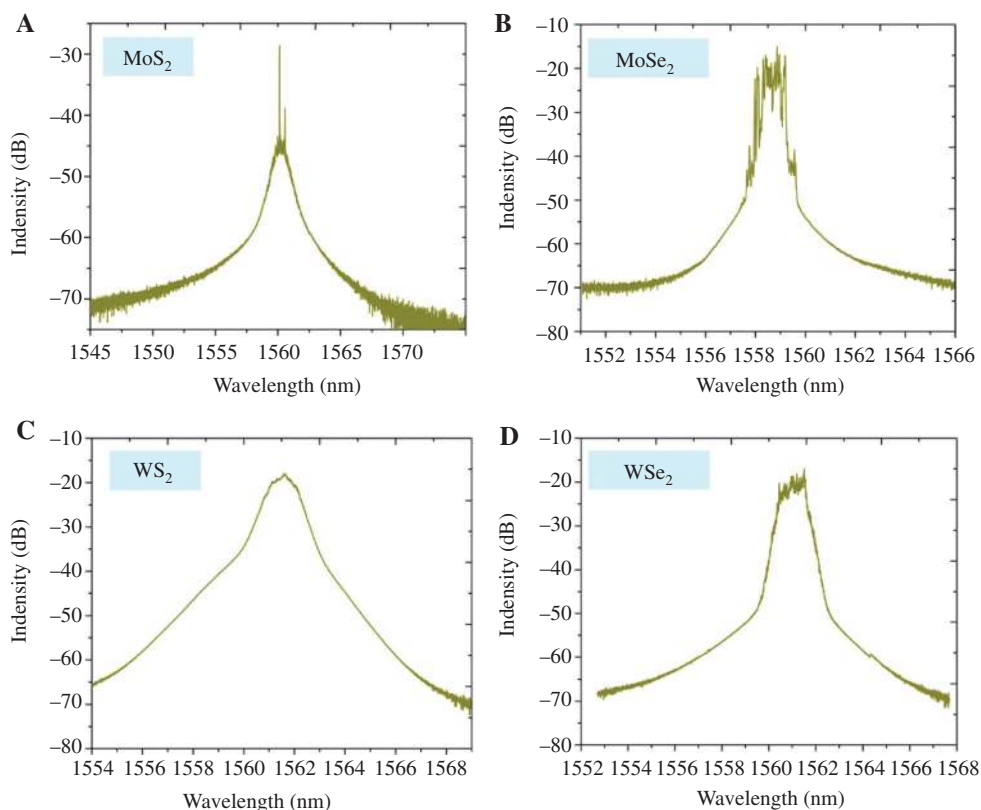 A
MoS2
Indensity (dB)
−30
−40
−50
−60
−70
1545 1550 1555 1560 1565 1570
Wavelength (nm)
B
MoSe2
Indensity (dB)
−10
−20
−30
−40
−50
−60
−70
−80
1552 1554 1556 1558 1560 1562 1564 1566
Wavelength (nm)
C
WS2
Indensity (dB)
−10
−20
−30
−40
−50
−60
−70
−80
1554 1556 1558 1560 1562 1564 1566 1568
Wavelength (nm)
D
WSe2
Indensity (dB)
−10
−20
−30
−40
−50
−60
−70
−80
1552 1554 1556 1558 1560 1562 1564 1566 1568
Wavelength (nm)